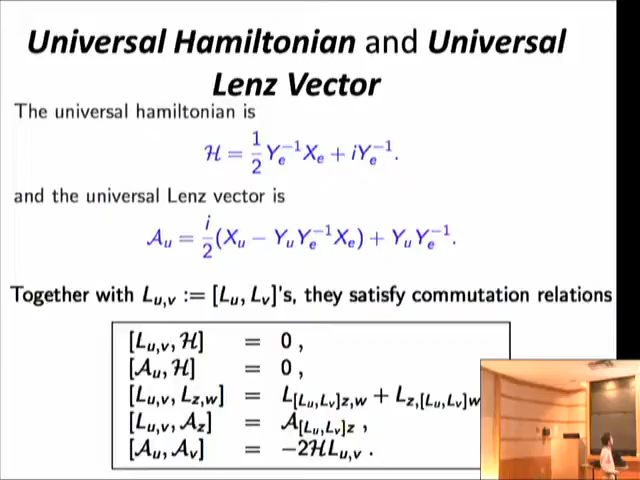 Universal Hamiltonian and Universal
Lenz Vector
The universal hamiltonian is
ℋ = 1/2 Y_e^{-1} X_e + iY_e^{-1}.
and the universal Lenz vector is
𝒜_u = i/2 (X_u − Y_u Y_e^{-1} X_e) + Y_u Y_e^{-1}.
Together with L_{u,v} := [L_u, L_v]'s, they satisfy commutation relations
[L_{u,v}, ℋ] = 0 ,
[𝒜_u, ℋ] = 0 ,
[L_{u,v}, L_{z,w}] = L_{[L_u,L_v]z,w} + L_{z,[L_u,L_v]w}
[L_{u,v}, 𝒜_z] = 𝒜_{[L_u,L_v]z} ,
[𝒜_u, 𝒜_v] = −2ℋL_{u,v} .